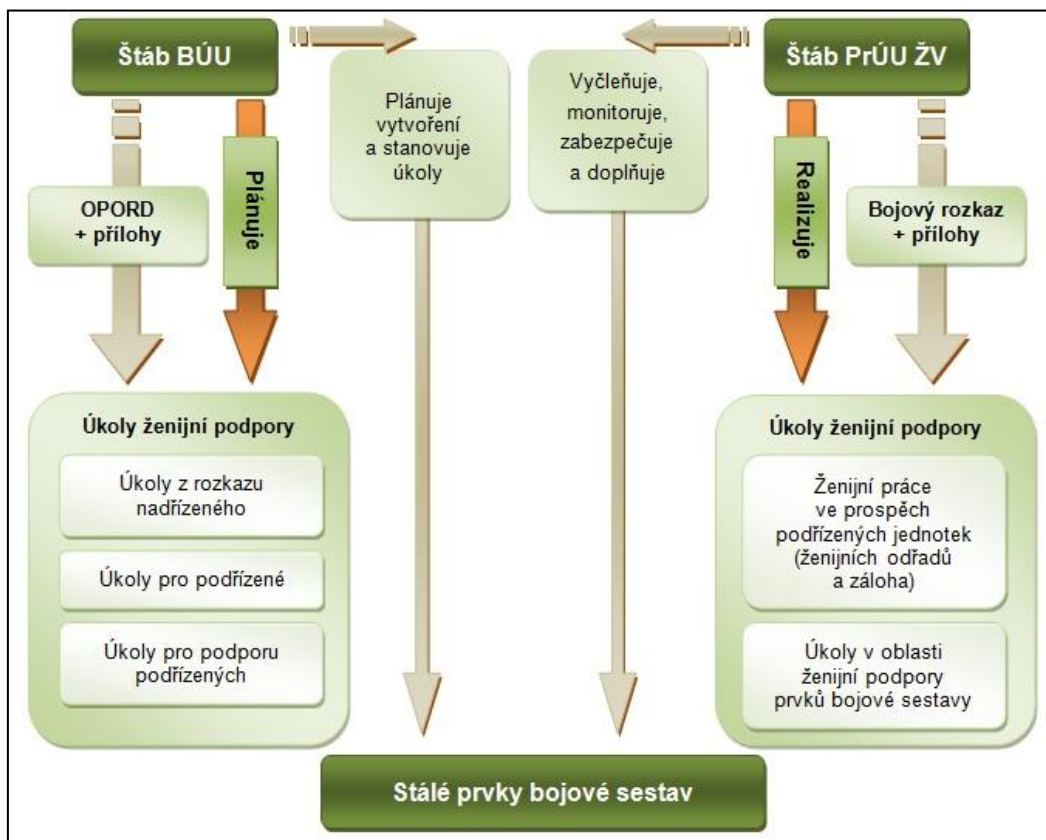 Štáb BÚU
Štáb PrÚU ŽV
Plánuje
vytvoření
a stanovuje
úkoly
Vyčleňuje,
monitoruje,
zabezpečuje
a doplňuje
OPORD
+ přílohy
Plánuje
Realizuje
Bojový rozkaz
+ přílohy
Úkoly ženijní podpory
Úkoly z rozkazu
nadřízeného
Úkoly pro podřízené
Úkoly pro podporu
podřízených
Úkoly ženijní podpory
Ženijní práce
ve prospěch
podřízených jednotek
(ženijních odřadů
a záloha)
Úkoly v oblasti
ženijní podpory
prvků bojové sestavy
Stálé prvky bojové sestav